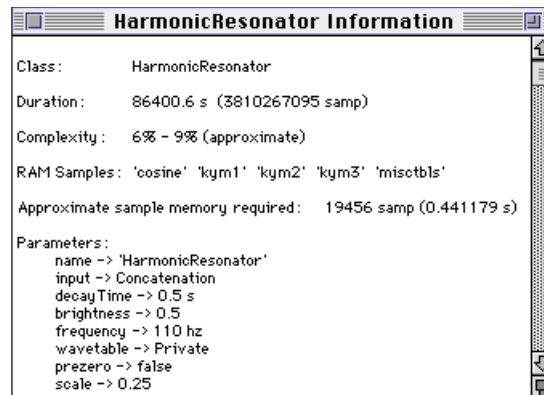 HarmonicResonator Information
Class: HarmonicResonator
Duration: 86400.6 s (3810267095 samp)
Complexity: 6% - 9% (approximate)
RAM Samples: 'cosine' 'kym1' 'kym2' 'kym3' 'misctbls'
Approximate sample memory required: 19456 samp (0.441179 s)
Parameters:
name -> 'HarmonicResonator'
input -> Concatenation
decayTime -> 0.5 s
brightness -> 0.5
frequency -> 110 hz
wavetable -> Private
prezero -> false
scale -> 0.25